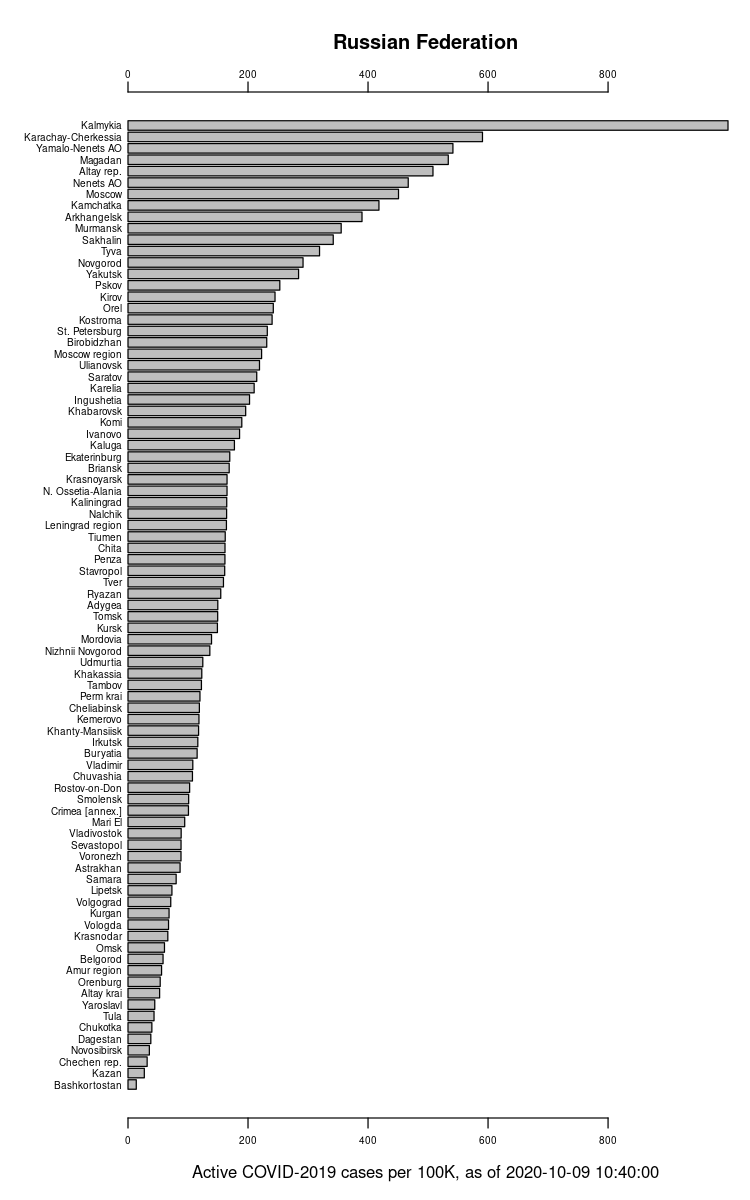 Russian Federation
0 200 400 600 800
Kalmykia
Karachay-Cherkessia
Yamalo-Nenets AO
Magadan
Altay rep.
Nenets AO
Moscow
Kamchatka
Arkhangelsk
Murmansk
Sakhalin
Tyva
Novgorod
Yakutsk
Pskov
Kirov
Orel
Kostroma
St. Petersburg
Birobidzhan
Moscow region
Ulianovsk
Saratov
Karelia
Ingushetia
Khabarovsk
Komi
Ivanovo
Kaluga
Ekaterinburg
Briansk
Krasnoyarsk
N. Ossetia-Alania
Kaliningrad
Nalchik
Leningrad region
Tiumen
Chita
Penza
Stavropol
Tver
Ryazan
Adygea
Tomsk
Kursk
Mordovia
Nizhnii Novgorod
Udmurtia
Khakassia
Tambov
Perm krai
Cheliabinsk
Kemerovo
Khanty-Mansiisk
Irkutsk
Buryatia
Vladimir
Chuvashia
Rostov-on-Don
Smolensk
Crimea [annex.]
Mari El
Vladivostok
Sevastopol
Voronezh
Astrakhan
Samara
Lipetsk
Volgograd
Kurgan
Vologda
Krasnodar
Omsk
Belgorod
Amur region
Orenburg
Altay krai
Yaroslavl
Tula
Chukotka
Dagestan
Novosibirsk
Chechen rep.
Kazan
Bashkortostan
0 200 400 600 800
Active COVID-2019 cases per 100K, as of 2020-10-09 10:40:00